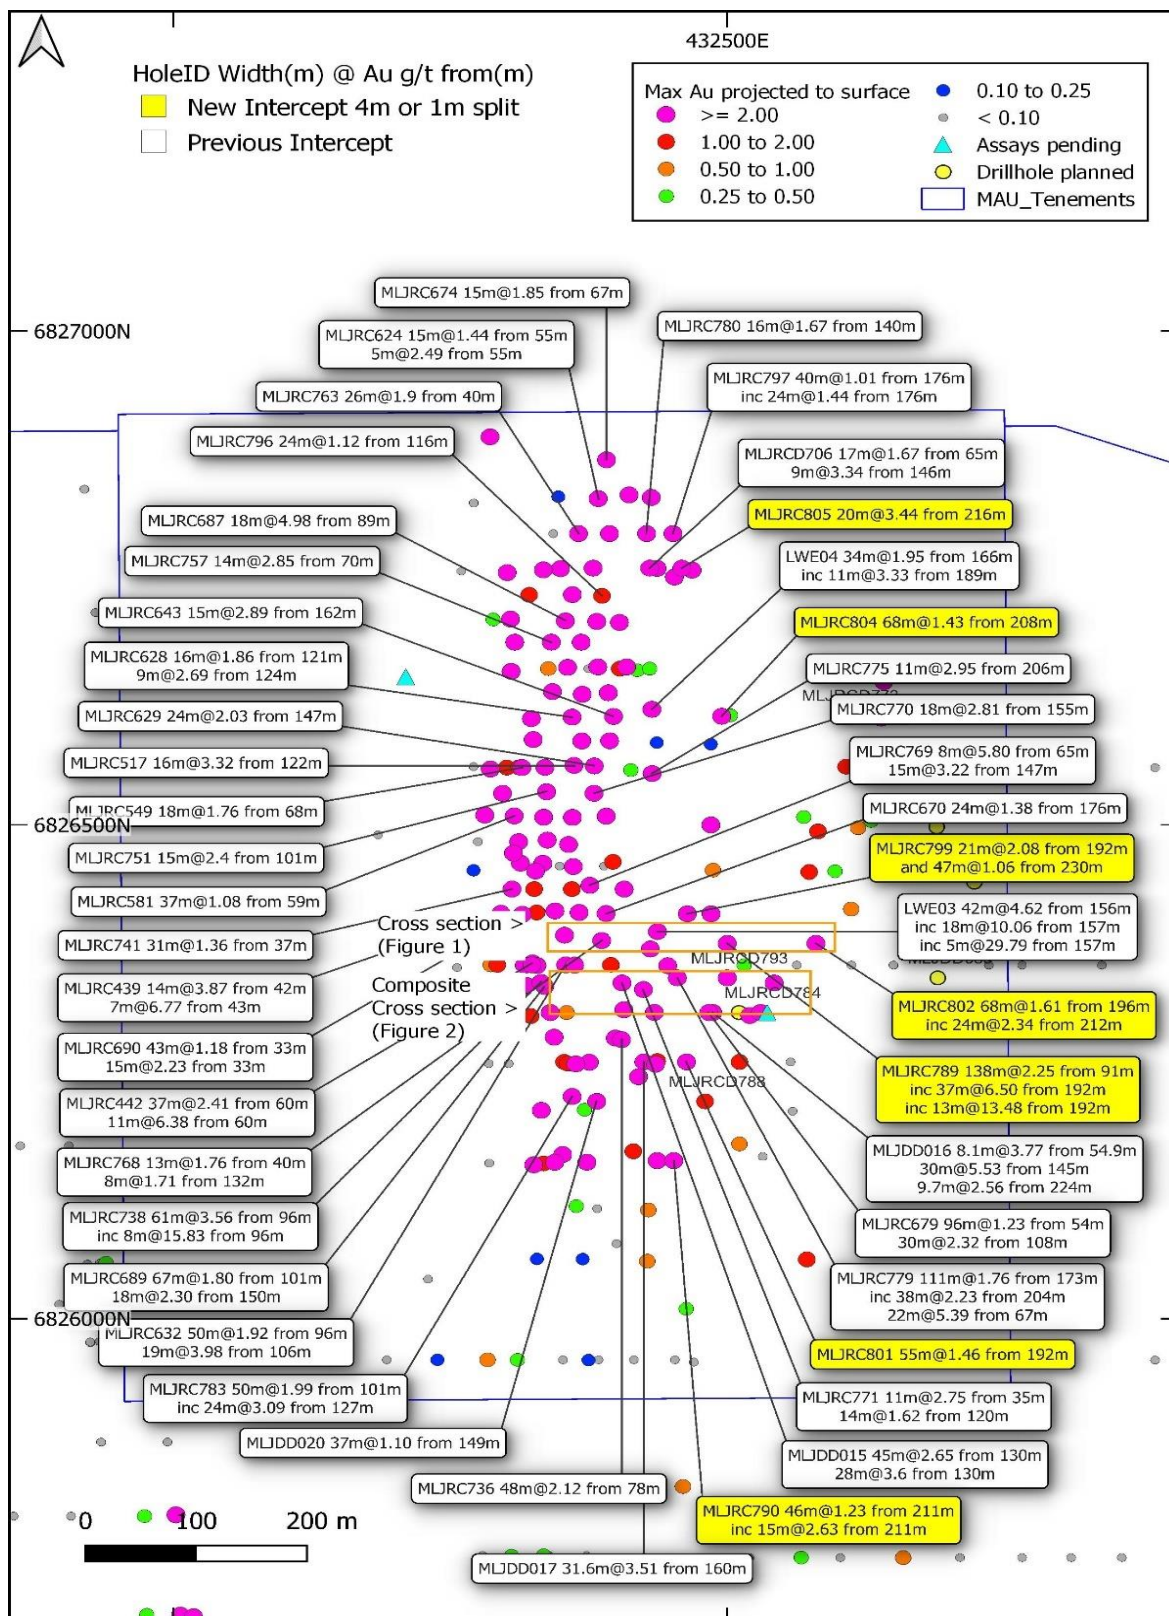 432500E
HoleID Width(m) @ Au g/t from(m)
New Intercept 4m or 1m split
Previous Intercept
Max Au projected to surface
>= 2.00
1.00 to 2.00
0.50 to 1.00
0.25 to 0.50
0.10 to 0.25
< 0.10
Assays pending
Drillhole planned
MAU_Tenements
6827000N
6826500N
6826000N
MLJRC674 15m@1.85 from 67m
MLJRC624 15m@1.44 from 55m
5m@2.49 from 55m
MLJRC763 26m@1.9 from 40m
MLJRC796 24m@1.12 from 116m
MLJRC687 18m@4.98 from 89m
MLJRC757 14m@2.85 from 70m
MLJRC643 15m@2.89 from 162m
MLJRC628 16m@1.86 from 121m
9m@2.69 from 124m
MLJRC629 24m@2.03 from 147m
MLJRC517 16m@3.32 from 122m
MLJRC549 18m@1.76 from 68m
MLJRC751 15m@2.4 from 101m
MLJRC581 37m@1.08 from 59m
MLJRC741 31m@1.36 from 37m
MLJRC439 14m@3.87 from 42m
7m@6.77 from 43m
MLJRC690 43m@1.18 from 33m
15m@2.23 from 33m
MLJRC442 37m@2.41 from 60m
11m@6.38 from 60m
MLJRC768 13m@1.76 from 40m
8m@1.71 from 132m
MLJRC738 61m@3.56 from 96m
inc 8m@15.83 from 96m
MLJRC689 67m@1.80 from 101m
18m@2.30 from 150m
MLJRC632 50m@1.92 from 96m
19m@3.98 from 106m
MLJRC783 50m@1.99 from 101m
inc 24m@3.09 from 127m
MLJDD020 37m@1.10 from 149m
MLJRC736 48m@2.12 from 78m
MLJDD017 31.6m@3.51 from 160m
MLJRC780 16m@1.67 from 140m
MLJRC797 40m@1.01 from 176m
inc 24m@1.44 from 176m
MLJRCD706 17m@1.67 from 65m
9m@3.34 from 146m
MLJRC805 20m@3.44 from 216m
LWE04 34m@1.95 from 166m
inc 11m@3.33 from 189m
MLJRC804 68m@1.43 from 208m
MLJRC775 11m@2.95 from 206m
MLJRC770 18m@2.81 from 155m
MLJRC769 8m@5.80 from 65m
15m@3.22 from 147m
MLJRC670 24m@1.38 from 176m
MLJRC799 21m@2.08 from 192m
and 47m@1.06 from 230m
LWE03 42m@4.62 from 156m
inc 18m@10.06 from 157m
inc 5m@29.79 from 157m
MLJRC802 68m@1.61 from 196m
inc 24m@2.34 from 212m
MLJRC789 138m@2.25 from 91m
inc 37m@6.50 from 192m
inc 13m@13.48 from 192m
MLJDD016 8.1m@3.77 from 54.9m
30m@5.53 from 145m
9.7m@2.56 from 224m
MLJRC679 96m@1.23 from 54m
30m@2.32 from 108m
MLJRC779 111m@1.76 from 173m
inc 38m@2.23 from 204m
22m@5.39 from 67m
MLJRC801 55m@1.46 from 192m
MLJRC771 11m@2.75 from 35m
14m@1.62 from 120m
MLJDD015 45m@2.65 from 130m
28m@3.6 from 130m
MLJRC790 46m@1.23 from 211m
inc 15m@2.63 from 211m
Cross section >
(Figure 1)
Composite
Cross section >
(Figure 2)
MLJRCD793
MLJRCD784
MLJRCD788
0 100 200 m